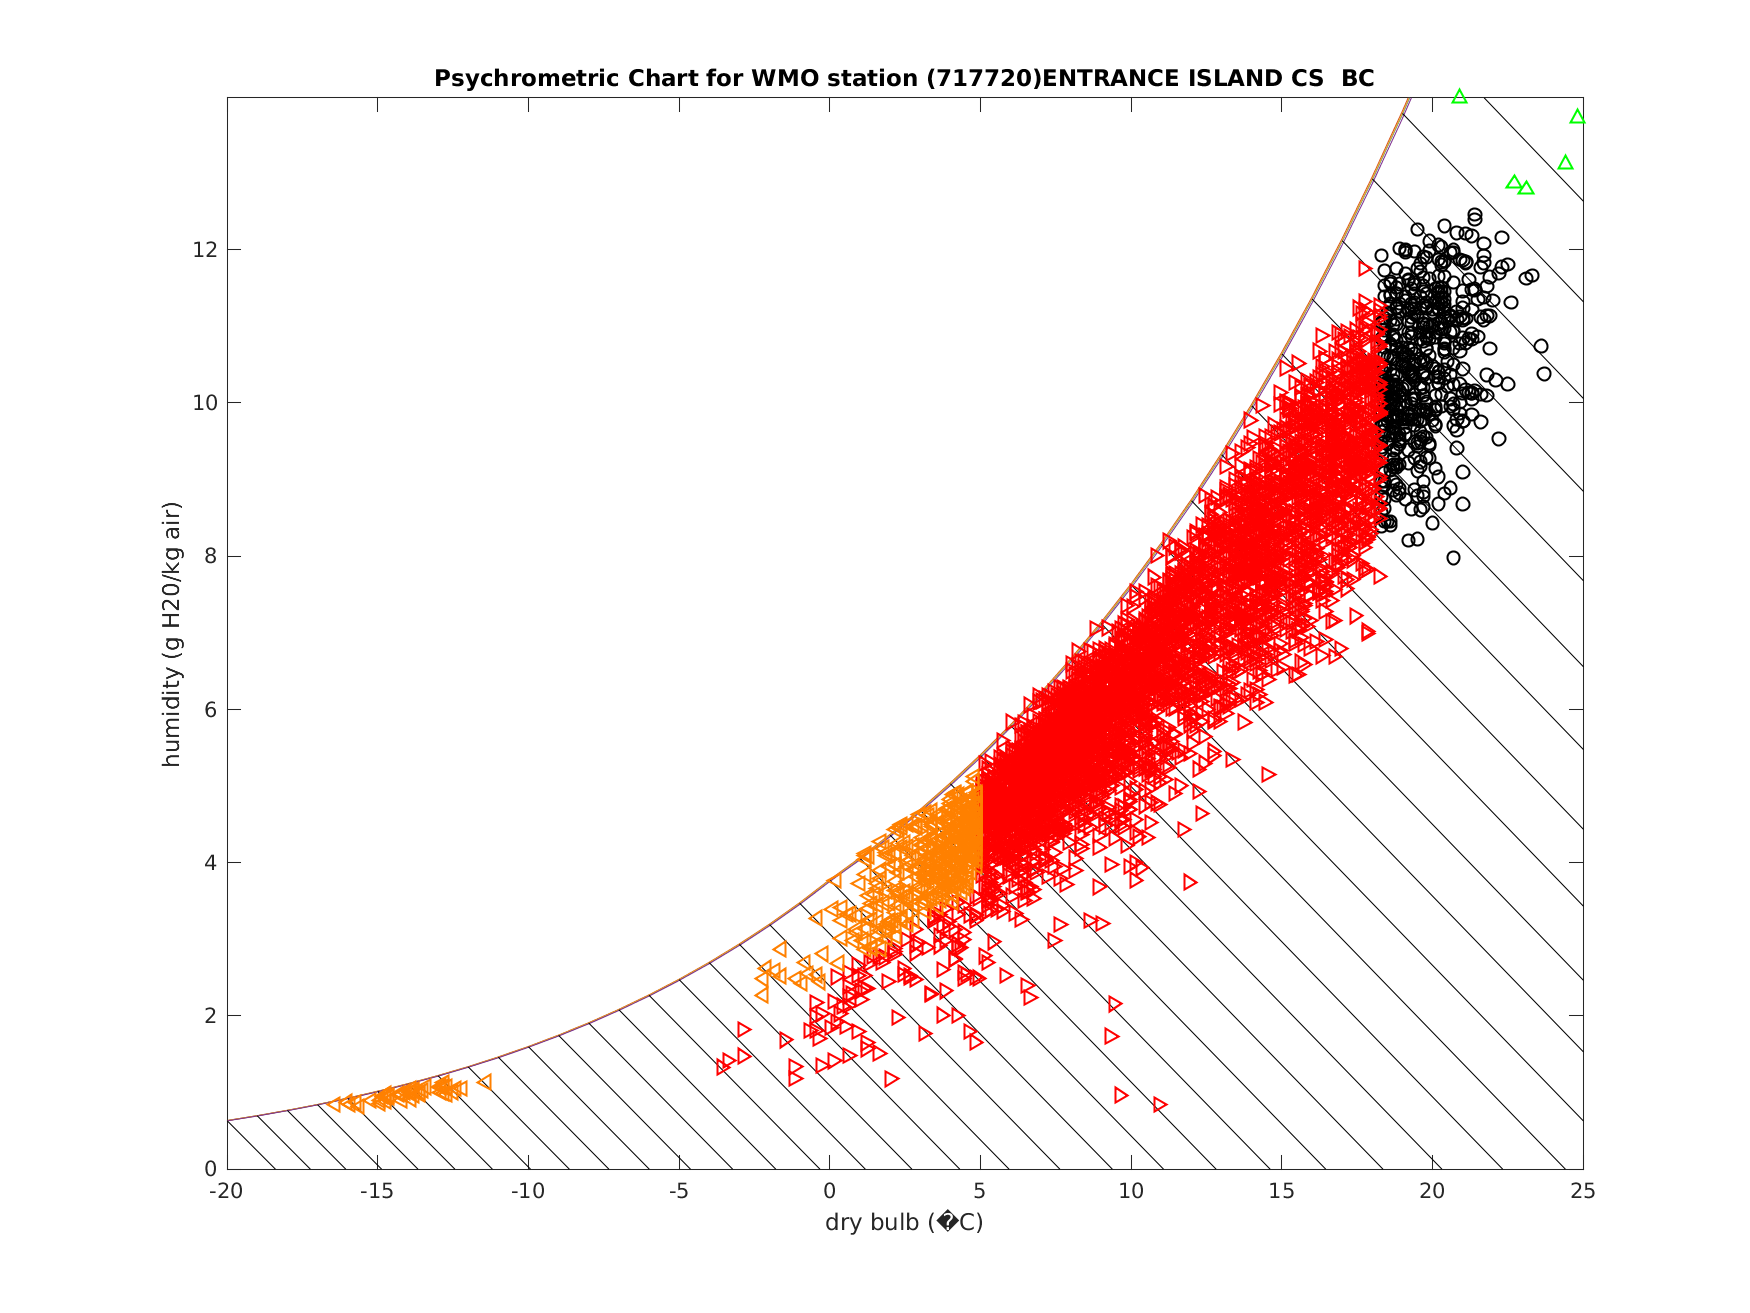 Psychrometric Chart for WMO station (717720)ENTRANCE ISLAND CS  BC
humidity (g H20/kg air)
12
10
8
6
4
2
0
-20 -15 -10 -5 0 5 10 15 20 25
dry bulb (�C)